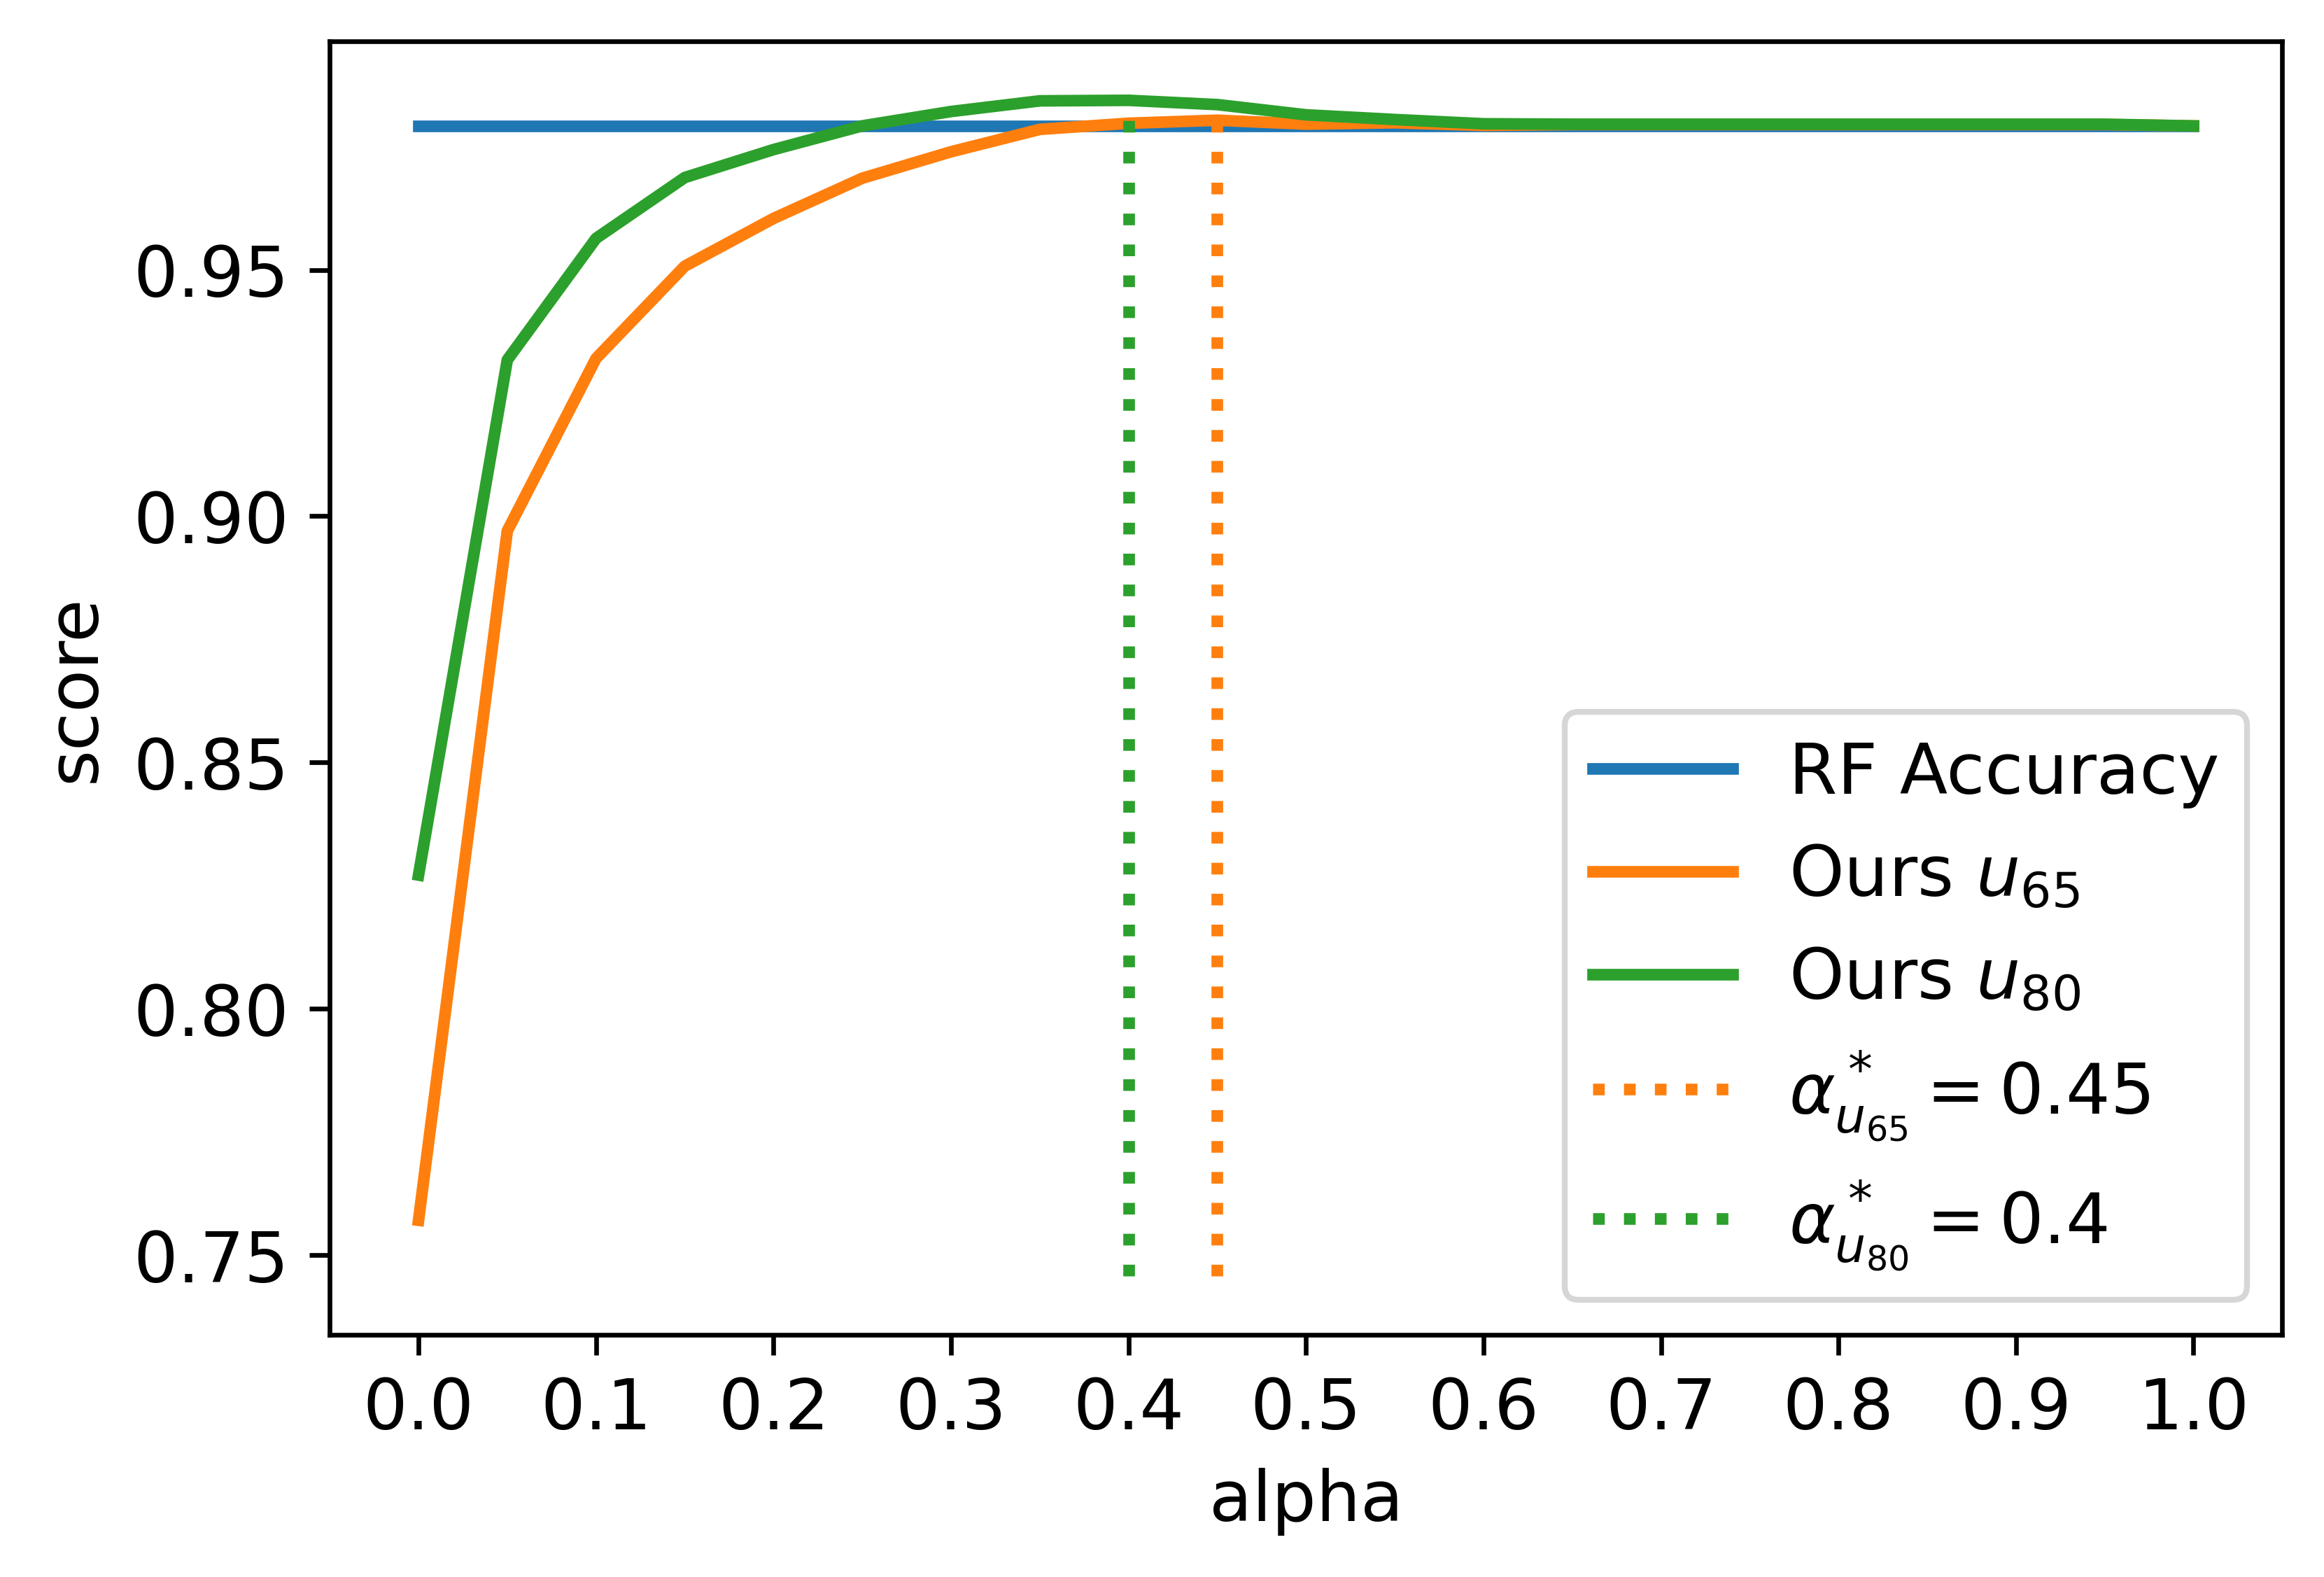 score
0.95
0.90
0.85
0.80
0.75
RF Accuracy
Ours u₆₅
Ours u₈₀
α*u₆₅ = 0.45
α*u₈₀ = 0.4
0.0 0.1 0.2 0.3 0.4 0.5 0.6 0.7 0.8 0.9 1.0
alpha